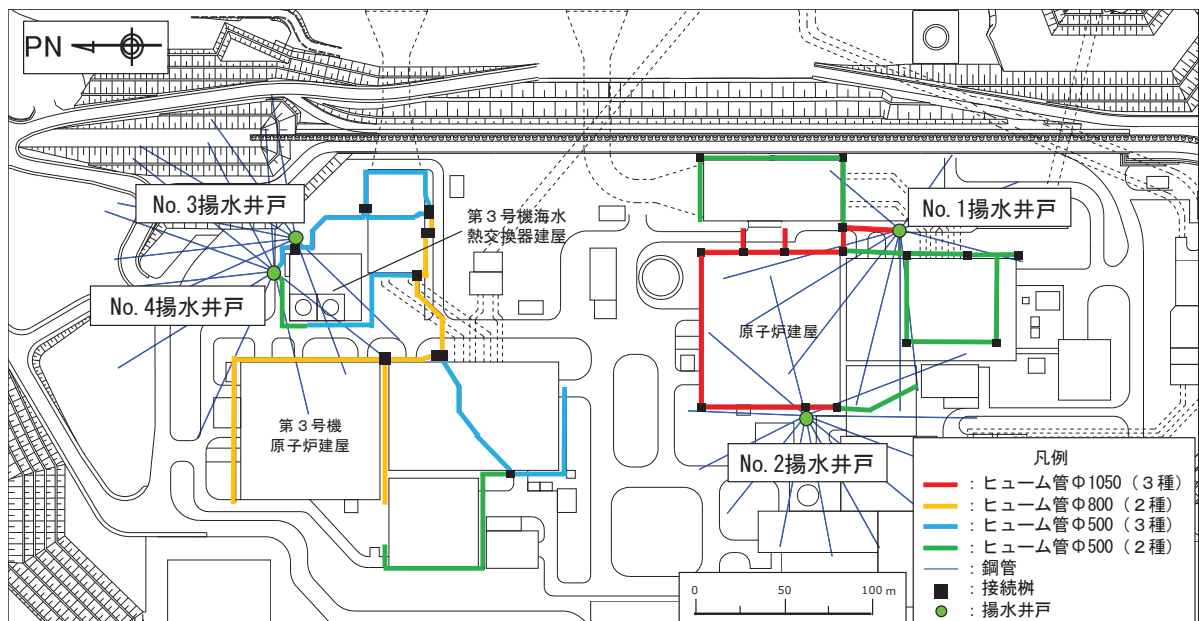 PN
No.3揚水井戸
第3号機海水
熱交換器建屋
No.1揚水井戸
No.4揚水井戸
原子炉建屋
第3号機
原子炉建屋
No.2揚水井戸
凡例
：ヒューム管Φ1050（3種）
：ヒューム管Φ800（2種）
：ヒューム管Φ500（3種）
：ヒューム管Φ500（2種）
：鋼管
：接続桝
：揚水井戸
0 50 100m